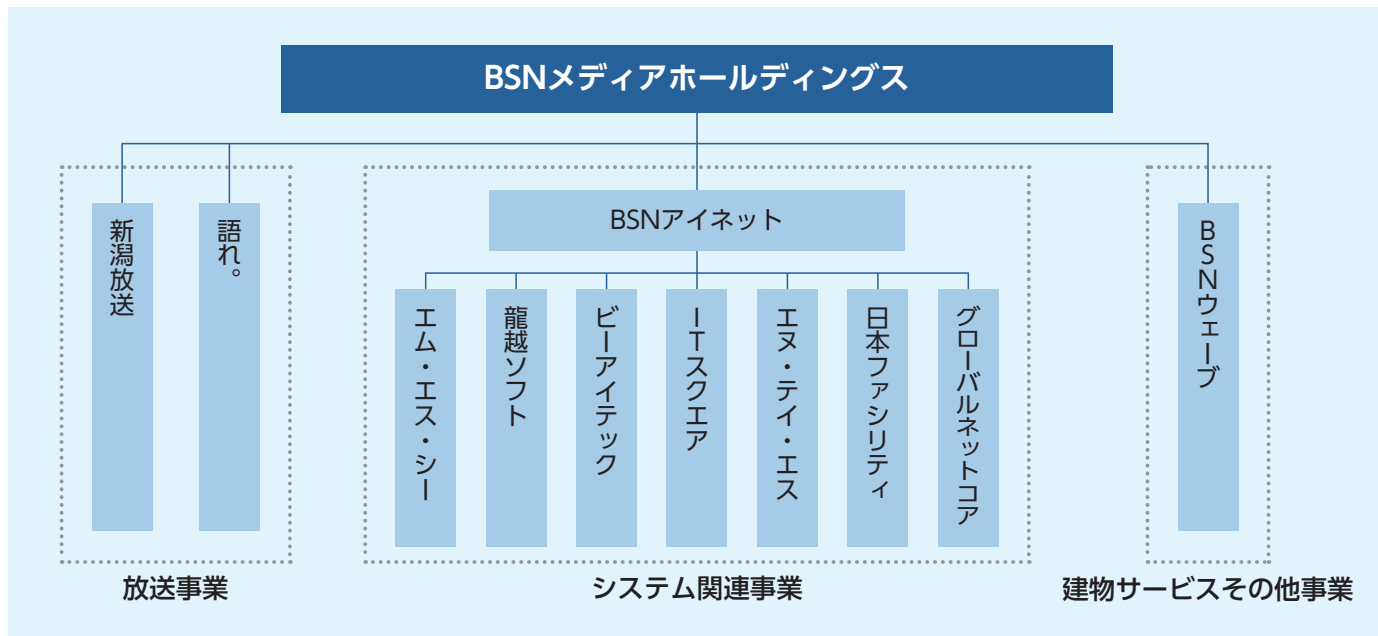 BSNメディアホールディングス
新潟放送
語れ。
放送事業
BSNアイネット
エム・エス・シー
龍越ソフト
ビーアイテック
ITスクエア
エヌ・テイ・エス
日本ファシリティ
グローバルネットコア
システム関連事業
BSNウェーブ
建物サービスその他事業